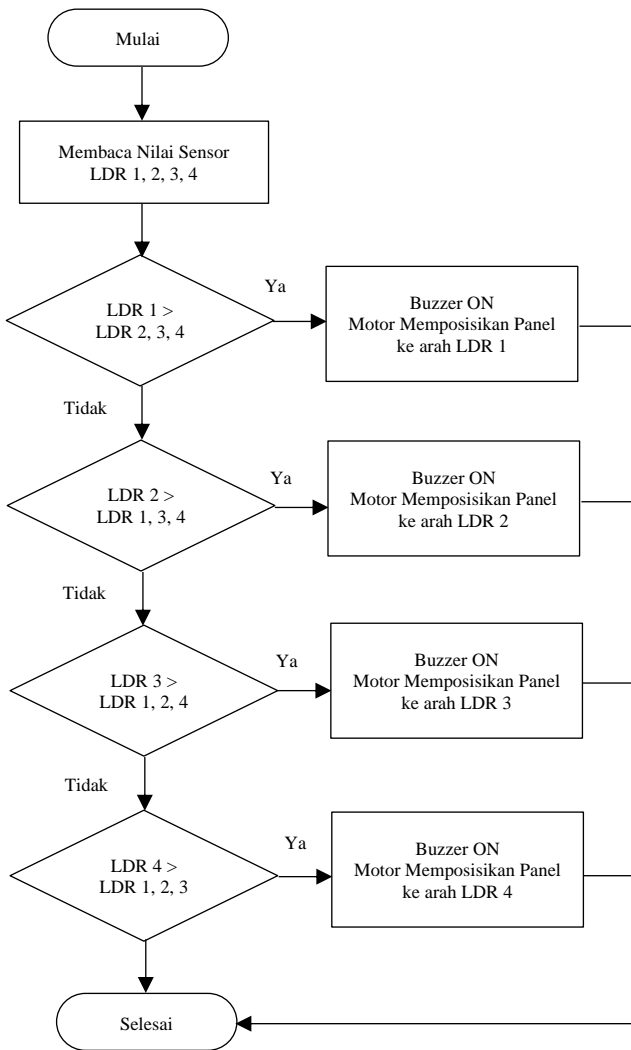 Mulai
Membaca Nilai Sensor
LDR 1, 2, 3, 4
LDR 1 >
LDR 2, 3, 4
Ya
Buzzer ON
Motor Memposisikan Panel
ke arah LDR 1
Tidak
LDR 2 >
LDR 1, 3, 4
Ya
Buzzer ON
Motor Memposisikan Panel
ke arah LDR 2
Tidak
LDR 3 >
LDR 1, 2, 4
Ya
Buzzer ON
Motor Memposisikan Panel
ke arah LDR 3
Tidak
LDR 4 >
LDR 1, 2, 3
Ya
Buzzer ON
Motor Memposisikan Panel
ke arah LDR 4
Selesai